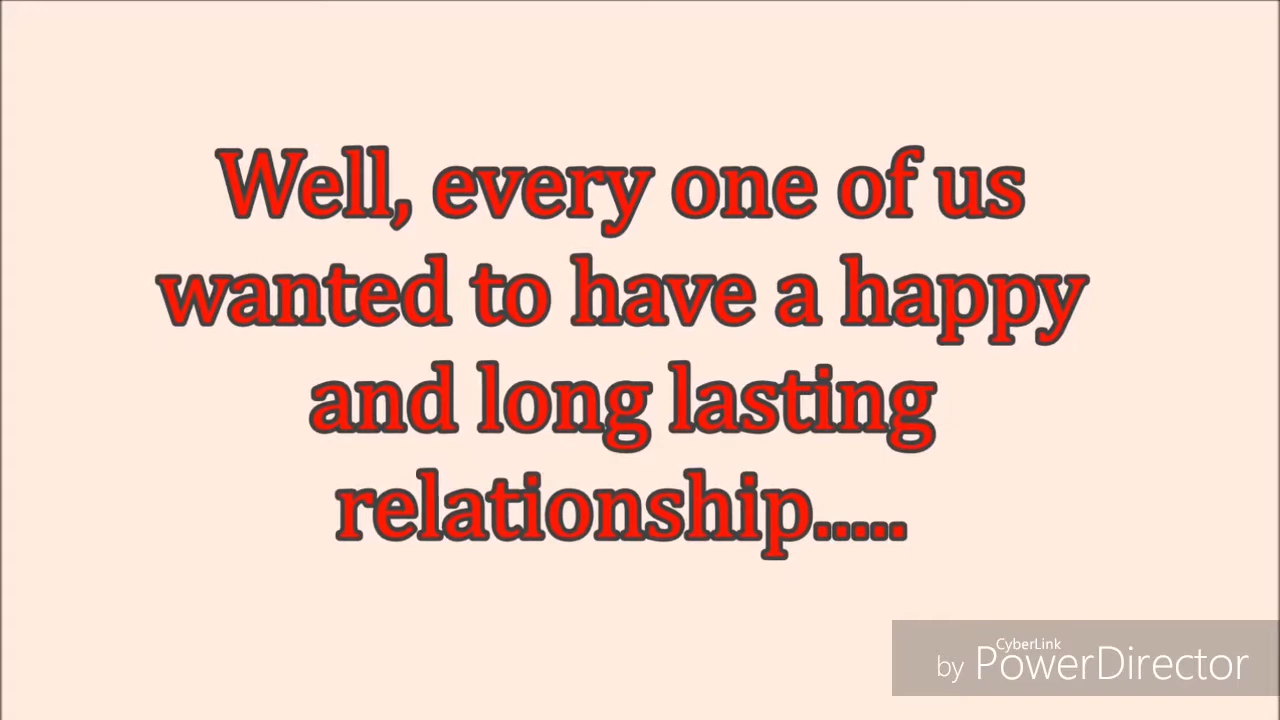 Well, every one of us
wanted to have a happy
and long lasting
relationship.....
CyberLink
by PowerDirector